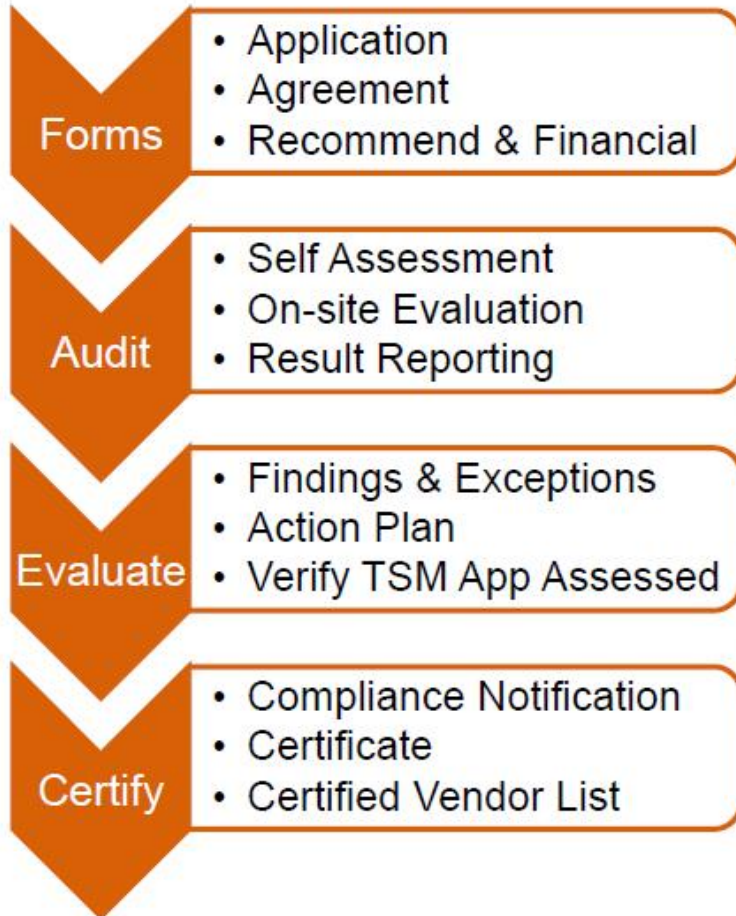 Forms
• Application
• Agreement
• Recommend & Financial
Audit
• Self Assessment
• On-site Evaluation
• Result Reporting
Evaluate
• Findings & Exceptions
• Action Plan
• Verify TSM App Assessed
Certify
• Compliance Notification
• Certificate
• Certified Vendor List